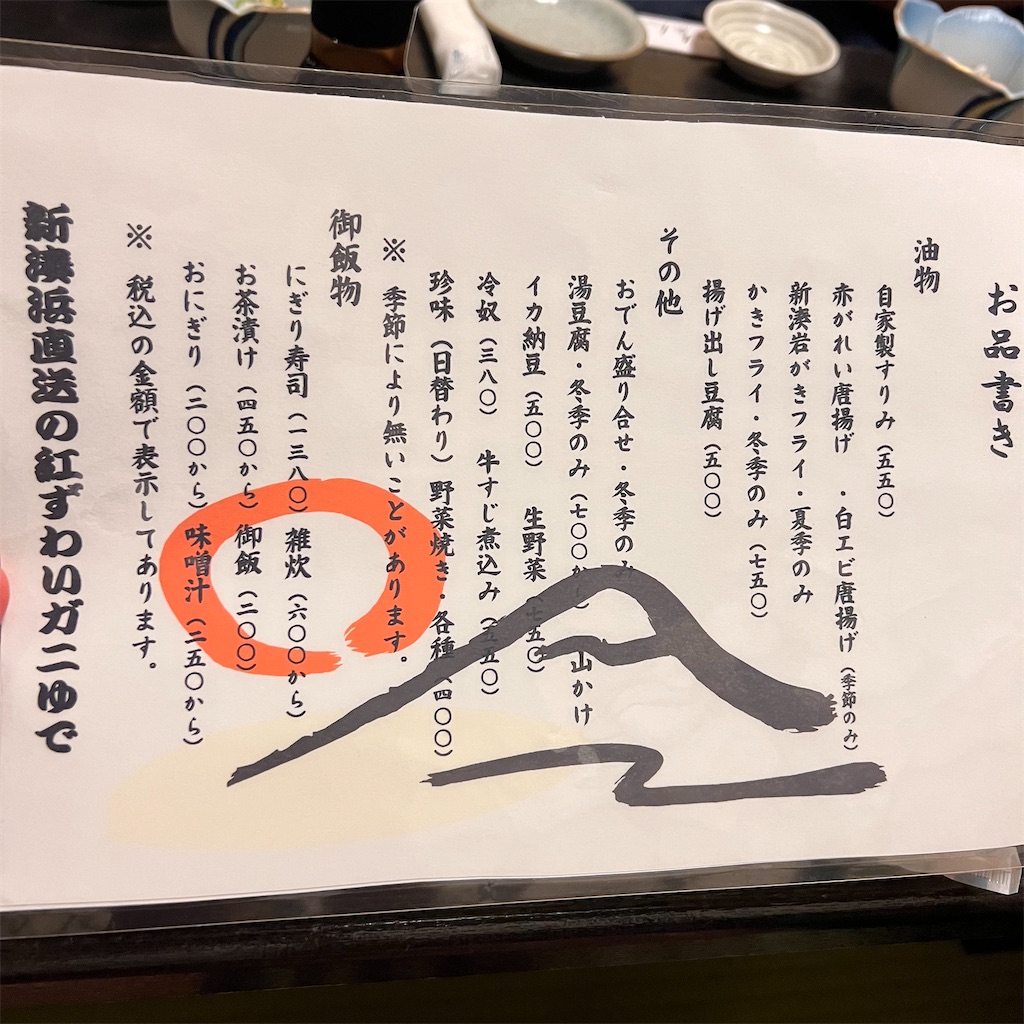 お品書き
油物
自家製すりみ（五五〇）
赤がれい唐揚げ ・白エビ唐揚げ（季節のみ）
新湊岩がきフライ・夏季のみ
かきフライ・冬季のみ（七五〇）
揚げ出し豆腐（五〇〇）
その他
おでん盛り合せ・冬季のみ
湯豆腐・冬季のみ（七〇〇から）山かけ
イカ納豆（五〇〇） 生野菜（七五〇）
冷奴（三八〇） 牛すじ煮込み（五五〇）
珍味（日替わり）野菜焼き・各種（四〇〇）
※ 季節により無いことがあります。
御飯物
にぎり寿司（一三八〇）雑炊（六〇〇から）
お茶漬け（四五〇から）御飯（二〇〇）
おにぎり（二〇〇から）味噌汁（二五〇から）
※ 税込の金額で表示してあります。
新湊浜直送の紅ずわいガニゆで